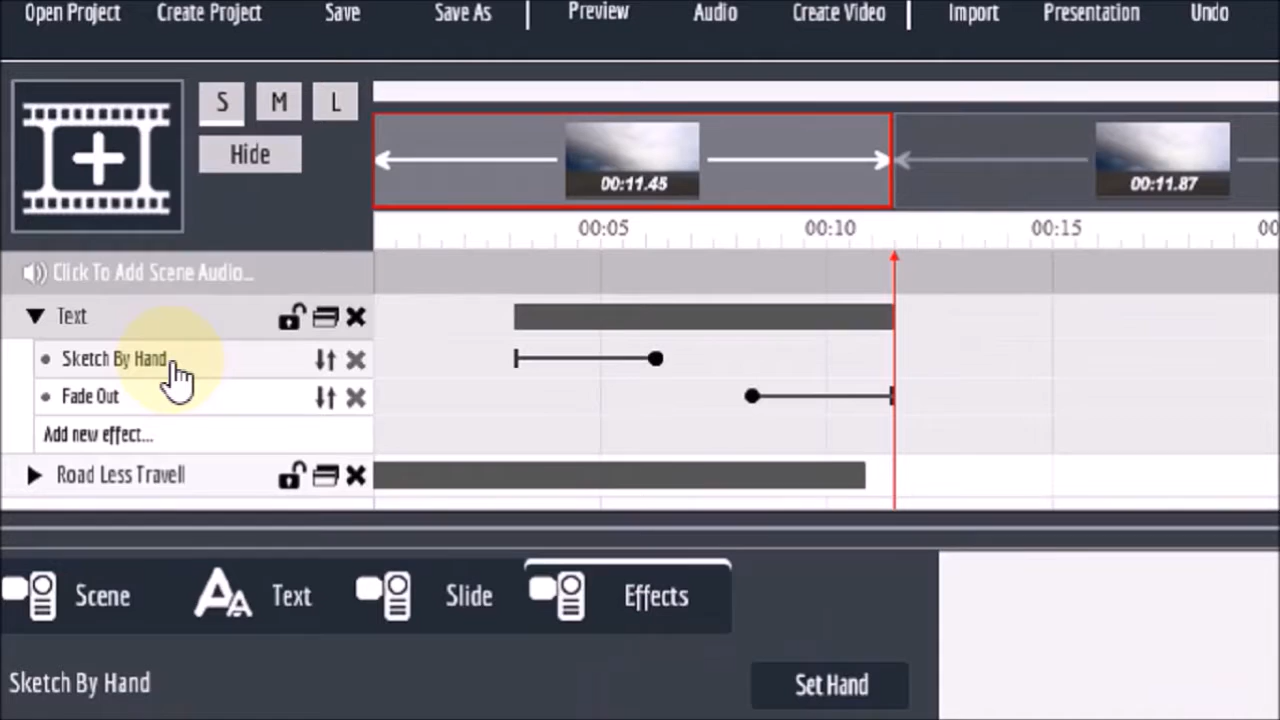 Open Project Create Project Save Save As Preview Audio Create Video Import Presentation Undo
S M L
Hide
00:11.45 00:11.87
00:05 00:10 00:15 00
Click To Add Scene Audio...
Text
Sketch By Hand
Fade Out
Add new effect...
Road Less Travell
Scene Text Slide Effects
Sketch By Hand Set Hand